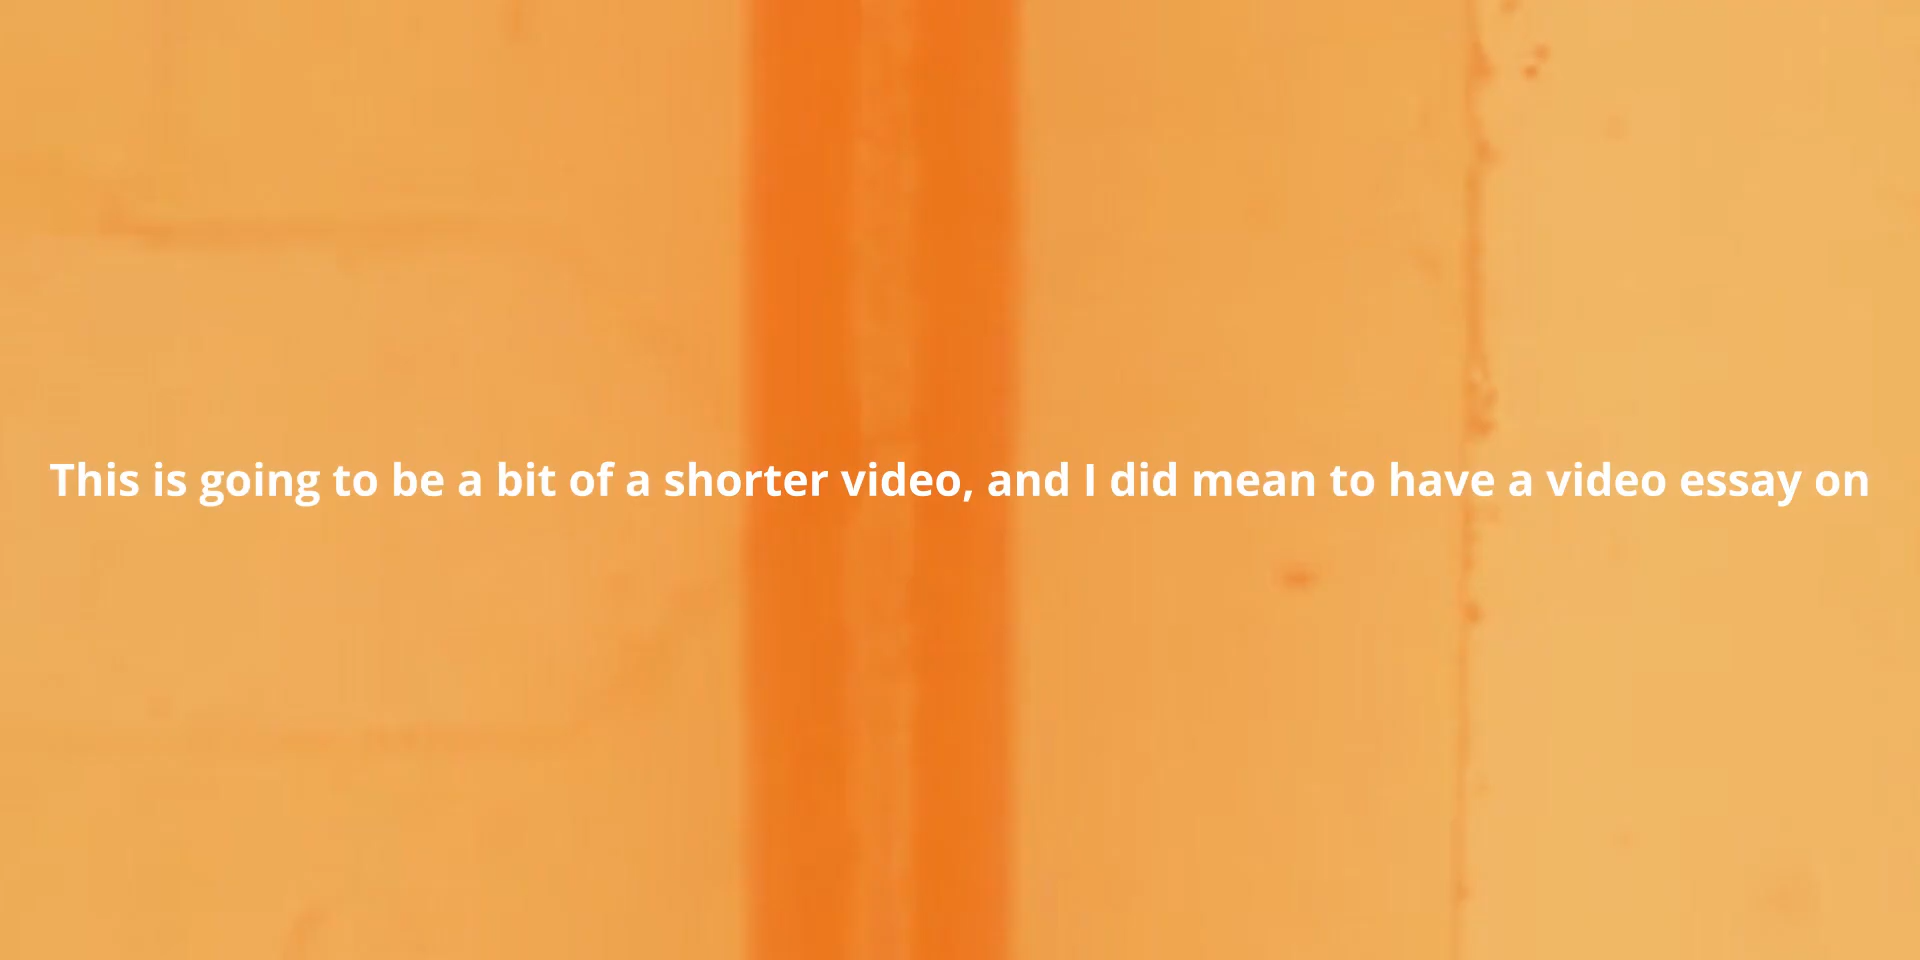 This is going to be a bit of a shorter video, and I did mean to have a video essay on